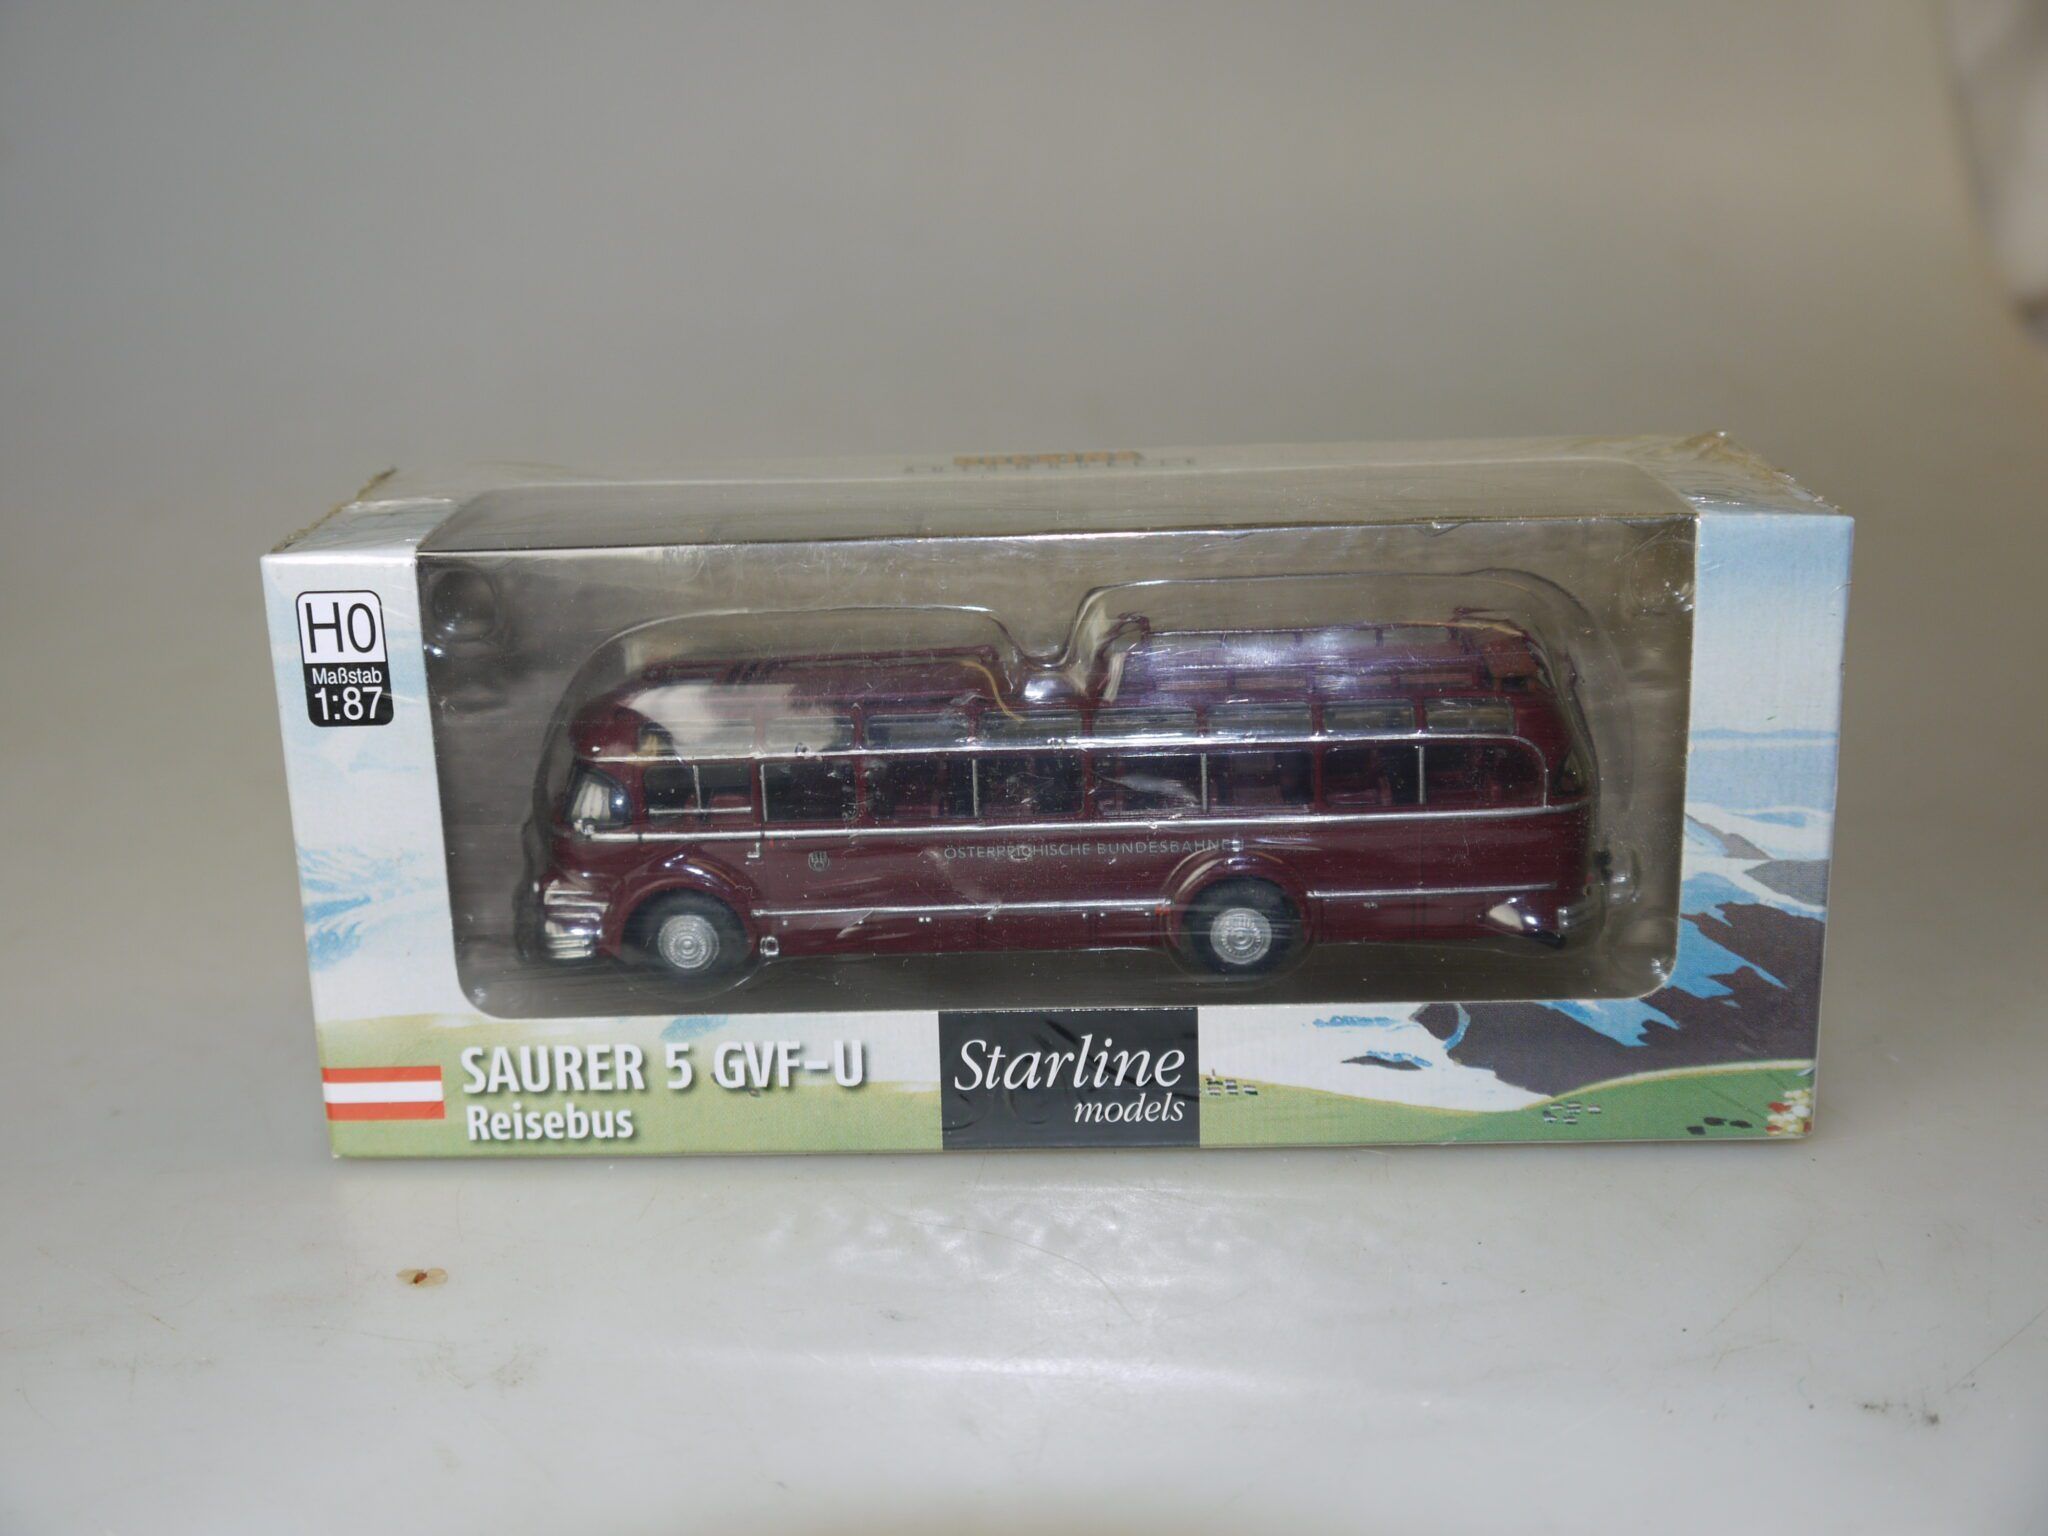 H0
Maßstab
1:87
ÖSTERREICHISCHE BUNDESBAHNEN
SAURER 5 GVF-U
Reisebus
Starline
models